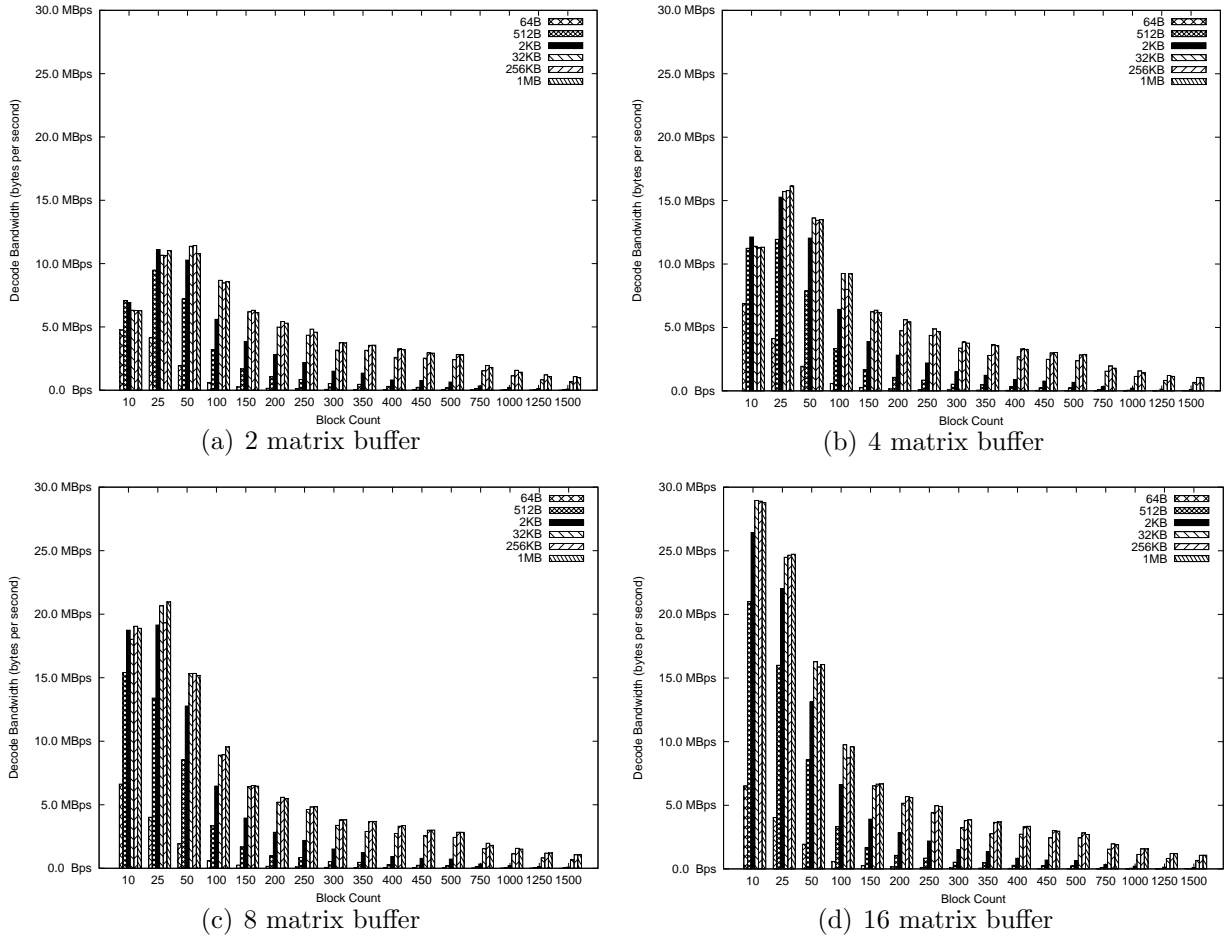 30.0 MBps
25.0 MBps
20.0 MBps
15.0 MBps
10.0 MBps
5.0 MBps
0.0 Bps
Decode Bandwidth (bytes per second)
64B
512B
2KB
32KB
256KB
1MB
10 25 50 100 150 200 250 300 350 400 450 500 750 1000 1250 1500
Block Count
(a) 2 matrix buffer
30.0 MBps
25.0 MBps
20.0 MBps
15.0 MBps
10.0 MBps
5.0 MBps
0.0 Bps
Decode Bandwidth (bytes per second)
64B
512B
2KB
32KB
256KB
1MB
10 25 50 100 150 200 250 300 350 400 450 500 750 1000 1250 1500
Block Count
(b) 4 matrix buffer
30.0 MBps
25.0 MBps
20.0 MBps
15.0 MBps
10.0 MBps
5.0 MBps
0.0 Bps
Decode Bandwidth (bytes per second)
64B
512B
2KB
32KB
256KB
1MB
10 25 50 100 150 200 250 300 350 400 450 500 750 1000 1250 1500
Block Count
(c) 8 matrix buffer
30.0 MBps
25.0 MBps
20.0 MBps
15.0 MBps
10.0 MBps
5.0 MBps
0.0 Bps
Decode Bandwidth (bytes per second)
64B
512B
2KB
32KB
256KB
1MB
10 25 50 100 150 200 250 300 350 400 450 500 750 1000 1250 1500
Block Count
(d) 16 matrix buffer